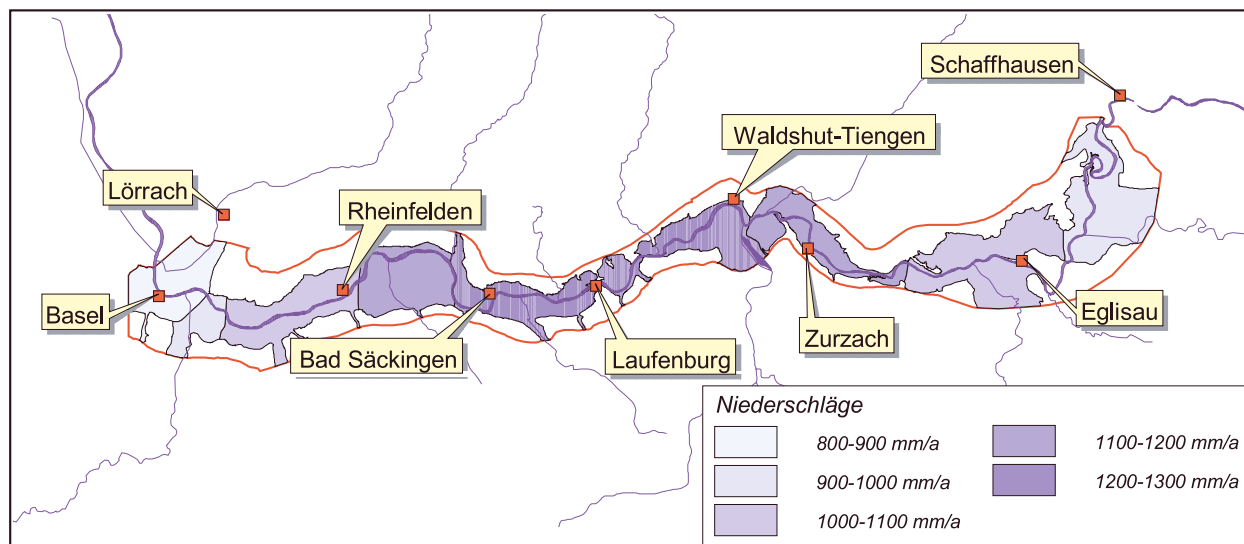 Schaffhausen
Waldshut-Tiengen
Lörrach
Rheinfelden
Basel
Bad Säckingen
Laufenburg
Zurzach
Eglisau
Niederschläge
800-900 mm/a
900-1000 mm/a
1000-1100 mm/a
1100-1200 mm/a
1200-1300 mm/a